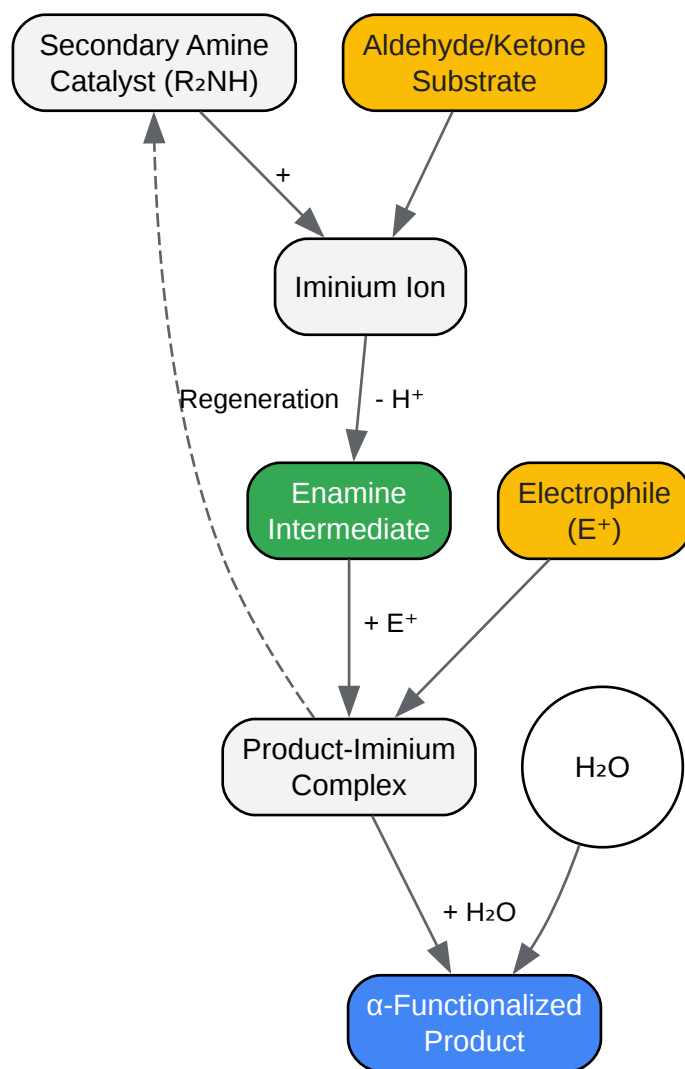 Secondary Amine
Catalyst (R₂NH)
Aldehyde/Ketone
Substrate
+
Iminium Ion
Regeneration
- H⁺
Enamine
Intermediate
Electrophile
(E⁺)
+ E⁺
Product-Iminium
Complex
H₂O
+ H₂O
α-Functionalized
Product